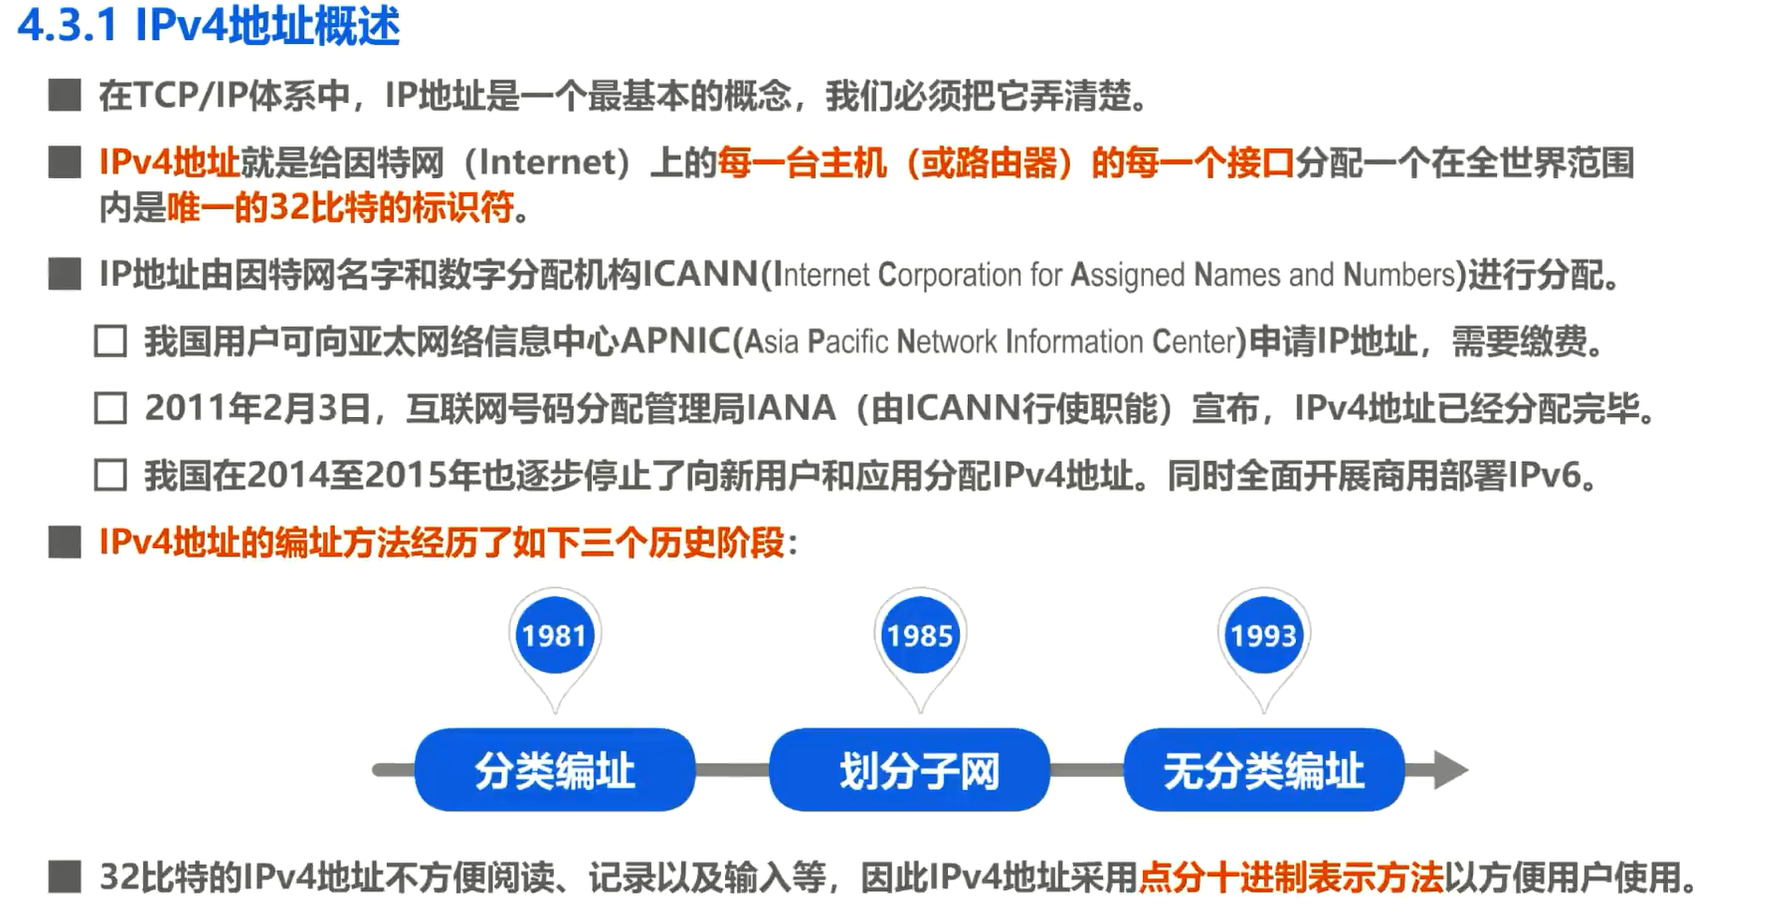 4.3.1 IPv4地址概述
在TCP/IP体系中，IP地址是一个最基本的概念，我们必须把它弄清楚。
IPv4地址就是给因特网（Internet）上的每一台主机（或路由器）的每一个接口分配一个在全世界范围
内是唯一的32比特的标识符。
IP地址由因特网名字和数字分配机构ICANN(Internet Corporation for Assigned Names and Numbers)进行分配。
我国用户可向亚太网络信息中心APNIC(Asia Pacific Network Information Center)申请IP地址，需要缴费。
2011年2月3日，互联网号码分配管理局IANA（由ICANN行使职能）宣布，IPv4地址已经分配完毕。
我国在2014至2015年也逐步停止了向新用户和应用分配IPv4地址。同时全面开展商用部署IPv6。
IPv4地址的编址方法经历了如下三个历史阶段：
1981 1985 1993
分类编址 划分子网 无分类编址
32比特的IPv4地址不方便阅读、记录以及输入等，因此IPv4地址采用点分十进制表示方法以方便用户使用。